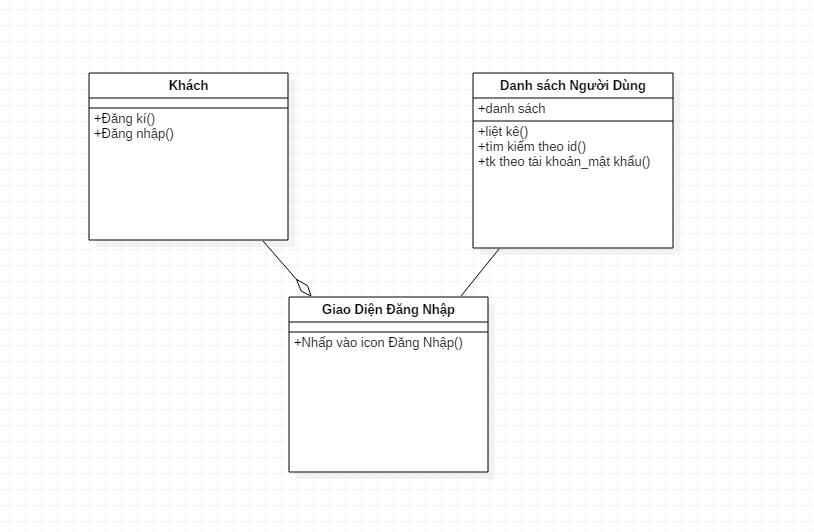 Khách
+Đăng kí()
+Đăng nhập()
Danh sách Người Dùng
+danh sách
+liệt kê()
+tìm kiếm theo id()
+tk theo tài khoản_mật khẩu()
Giao Diện Đăng Nhập
+Nhấp vào icon Đăng Nhập()